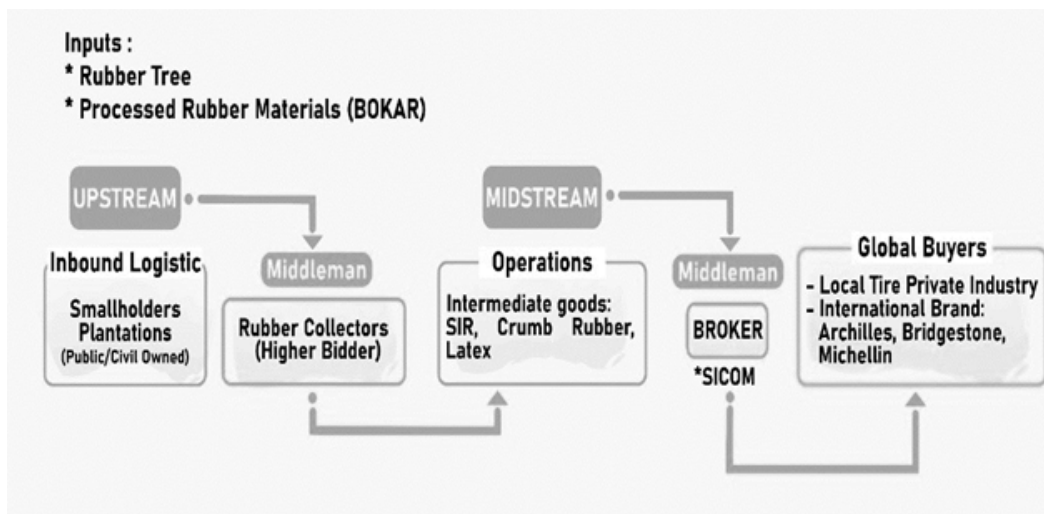 Inputs :
* Rubber Tree
* Processed Rubber Materials (BOKAR)
UPSTREAM
Inbound Logistic
Smallholders
Plantations
(Public/Civil Owned)
Middleman
Rubber Collectors
(Higher Bidder)
MIDSTREAM
Operations
Intermediate goods:
SIR, Crumb Rubber,
Latex
Middleman
BROKER
*SICOM
Global Buyers
- Local Tire Private Industry
- International Brand:
Archilles, Bridgestone,
Michellin